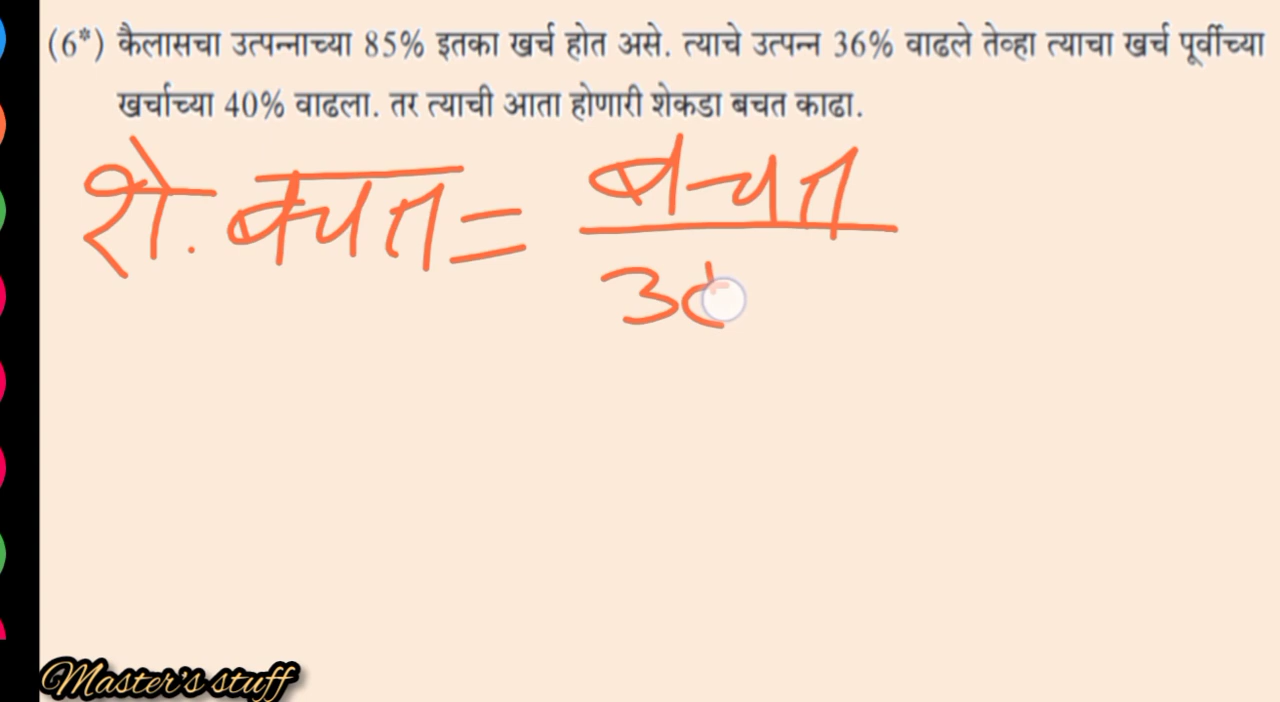 (6*) कैलासचा उत्पन्नाच्या 85% इतका खर्च होत असे. त्याचे उत्पन्न 36% वाढले तेव्हा त्याचा खर्च पूर्वीच्या
खर्चाच्या 40% वाढला. तर त्याची आता होणारी शेकडा बचत काढा.
शे. बचत = बचत
Master's stuff